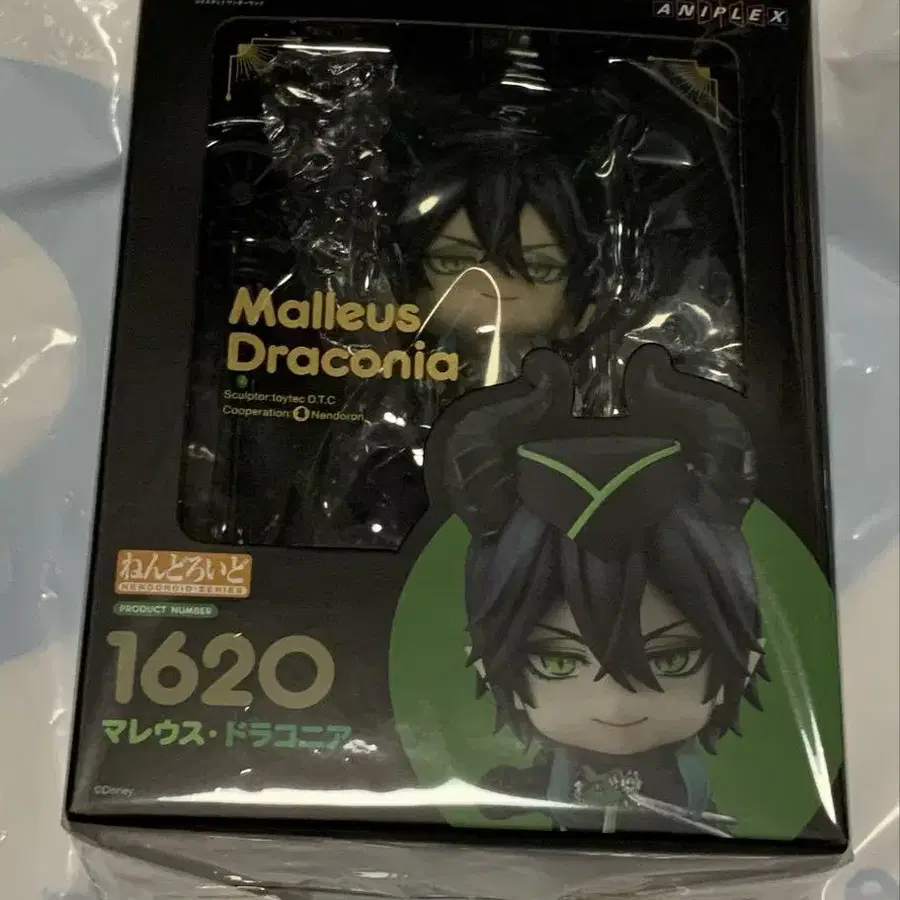 ANIPLEX
Malleus
Draconia
Sculptor:toytec D.T.C
Cooperation: Nendoron
ねんどろいど
NENDOROID SERIES
PRODUCT NUMBER
1620
マレウス・ドラコニア
©Disney